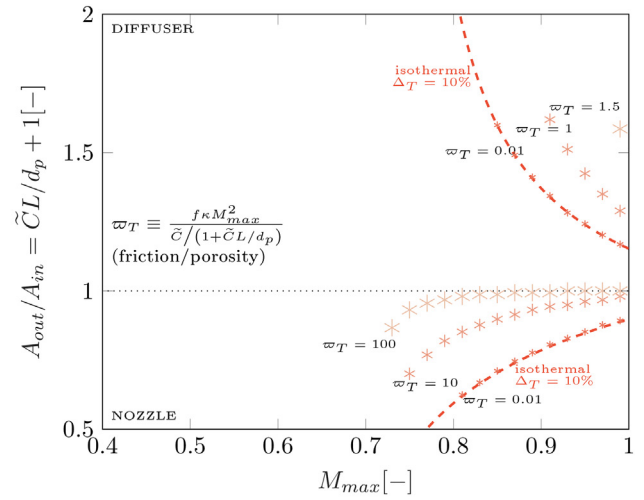 2
DIFFUSER
isothermal
Δ_T = 10%
ϖ_T = 1.5
ϖ_T = 1
1.5
ϖ_T = 0.01
A_out/A_in = C̃L/d_p + 1[−]
ϖ_T ≡ fκM²_max / C̃/(1+C̃L/d_p)
(friction/porosity)
1
ϖ_T = 100
ϖ_T = 10
isothermal
Δ_T = 10%
ϖ_T = 0.01
NOZZLE
0.5
0.4 0.5 0.6 0.7 0.8 0.9 1
M_max[−]